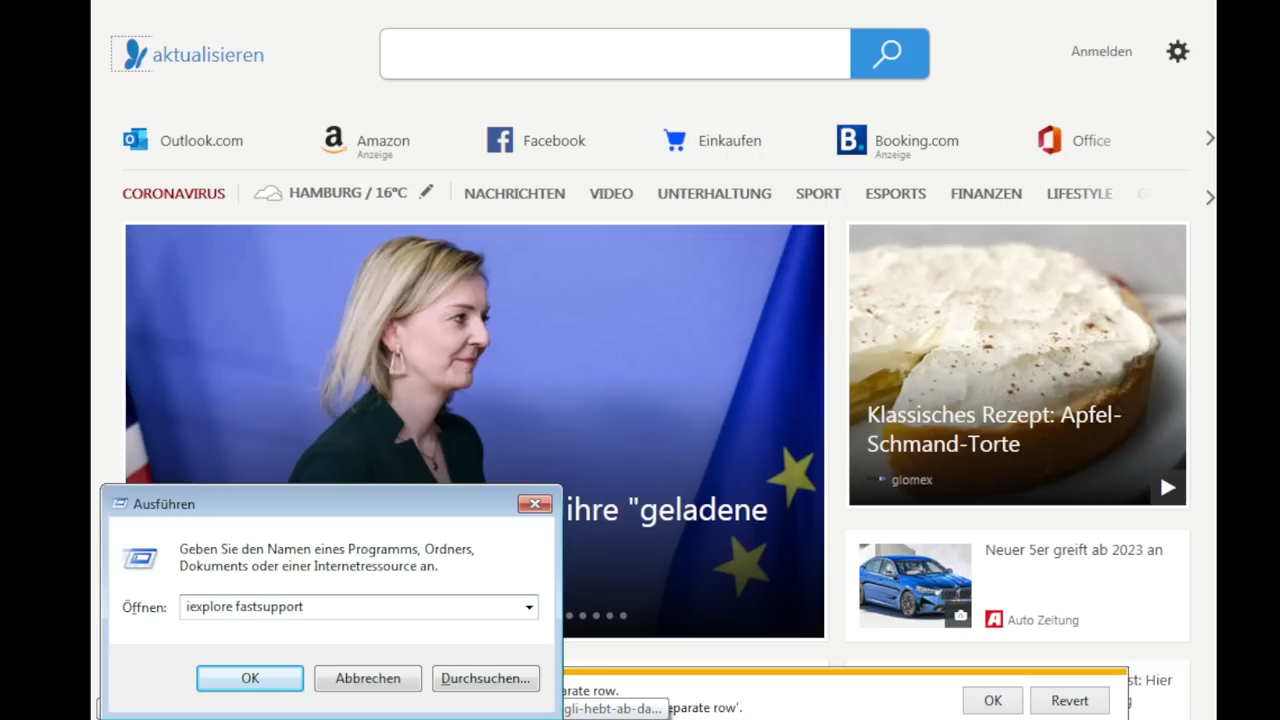 aktualisieren
Anmelden
Outlook.com
Amazon
Anzeige
Facebook
Einkaufen
Booking.com
Anzeige
Office
CORONAVIRUS
HAMBURG / 16°C
NACHRICHTEN
VIDEO
UNTERHALTUNG
SPORT
ESPORTS
FINANZEN
LIFESTYLE
ihre "geladene
Klassisches Rezept: Apfel-
Schmand-Torte
glomex
Neuer 5er greift ab 2023 an
Auto Zeitung
Ausführen
Geben Sie den Namen eines Programms, Ordners,
Dokuments oder einer Internetressource an.
Öffnen:
iexplore fastsupport
OK
Abbrechen
Durchsuchen...
arate row.
gli-hebt-ab-da...
eparate row'.
OK
Revert
st: Hier